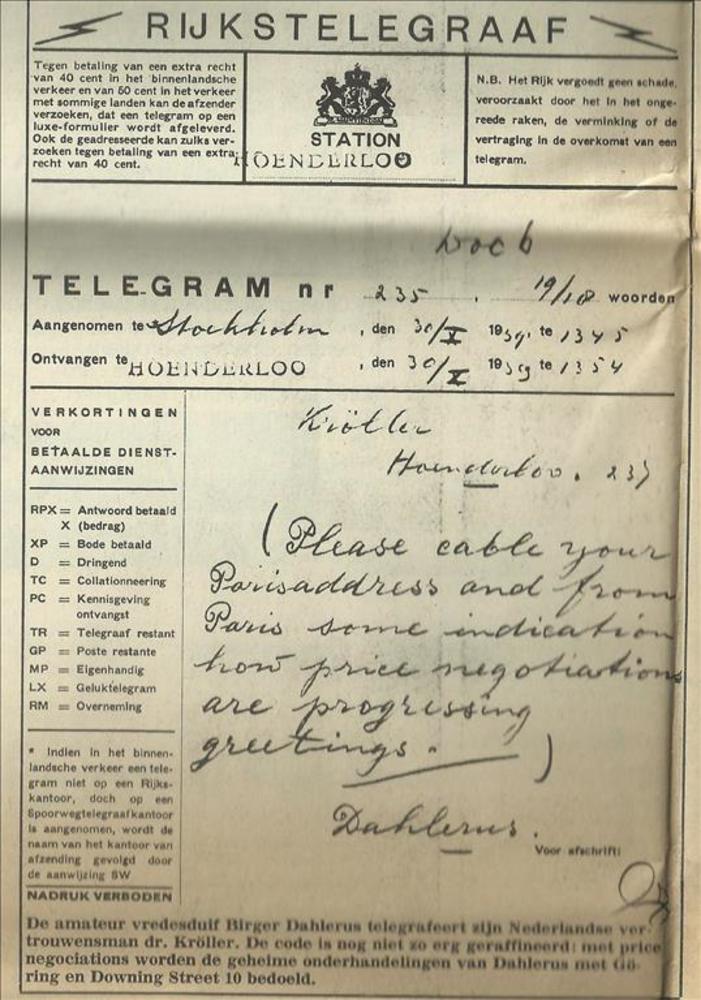 RIJKSTELEGRAAF
Tegen betaling van een extra recht
van 40 cent in het binnenlandsche
verkeer en van 50 cent in het verkeer
met sommige landen kan de afzender
verzoeken, dat een telegram op een
luxe-formulier wordt afgeleverd.
Ook de geadresseerde kan zulks ver-
zoeken tegen betaling van een extra
recht van 40 cent.
STATION
HOENDERLOO
N.B. Het Rijk vergoedt geen schade,
veroorzaakt door het in het onge-
reede raken, de verminking of de
vertraging in de overkomst van een
telegram.
Doc 6
TELEGRAM nr 235 . 19/18 woorden
Aangenomen te Stockholm , den 30/X 1939, te 1345
Ontvangen te HOENDERLOO , den 30/X 1939 te 1354
VERKORTINGEN
VOOR
BETAALDE DIENST-
AANWIJZINGEN
RPX = Antwoord betaald
X (bedrag)
XP = Bode betaald
D = Dringend
TC = Collationneering
PC = Kennisgeving
ontvangst
TR = Telegraaf restant
GP = Poste restante
MP = Eigenhandig
LX = Geluktelegram
RM = Overneming
* Indien in het binnen-
landsche verkeer een tele-
gram niet op een Rijks-
kantoor, doch op een
Spoorwegtelegraafkantoor
is aangenomen, wordt de
naam van het kantoor van
afzending gevolgd door
de aanwijzing SW
NADRUK VERBODEN
Kröller
Hoenderloo . 237
(Please cable your
Parisaddress and from
Paris some indication
how price negotiations
are progressing
greetings . )
Dahlerus .
Voor afschrift:
De amateur vredesduif Birger Dahlerus telegrafeert zijn Nederlandse ver-
trouwensman dr. Kröller. De code is nog niet zo erg geraffineerd: met price
negociations worden de geheime onderhandelingen van Dahlerus met Gö-
ring en Downing Street 10 bedoeld.